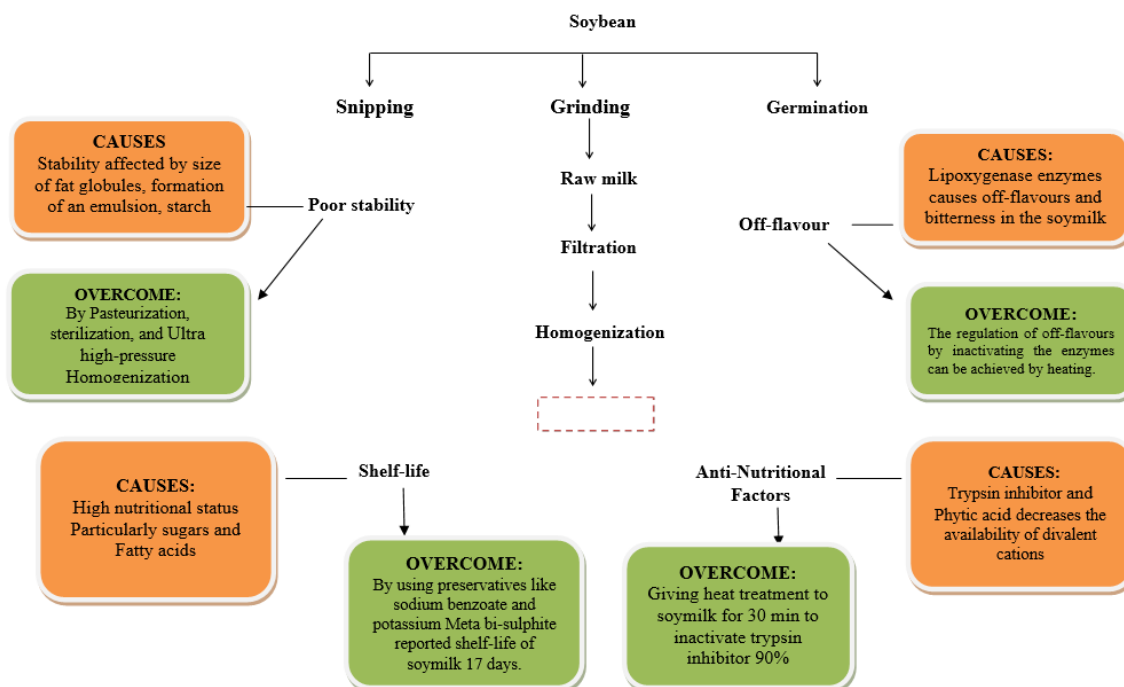 Soybean
Snipping
Grinding
Germination
CAUSES
Stability affected by size
of fat globules, formation
of an emulsion, starch
Poor stability
OVERCOME:
By Pasteurization,
sterilization, and Ultra
high-pressure
Homogenization
Raw milk
Filtration
Homogenization
CAUSES:
Lipoxygenase enzymes
causes off-flavours and
bitterness in the soymilk
Off-flavour
OVERCOME:
The regulation of off-flavours
by inactivating the enzymes
can be achieved by heating.
CAUSES:
High nutritional status
Particularly sugars and
Fatty acids
Shelf-life
OVERCOME:
By using preservatives like
sodium benzoate and
potassium Meta bi-sulphite
reported shelf-life of
soymilk 17 days.
Anti-Nutritional
Factors
OVERCOME:
Giving heat treatment to
soymilk for 30 min to
inactivate trypsin
inhibitor 90%
CAUSES:
Trypsin inhibitor and
Phytic acid decreases the
availability of divalent
cations